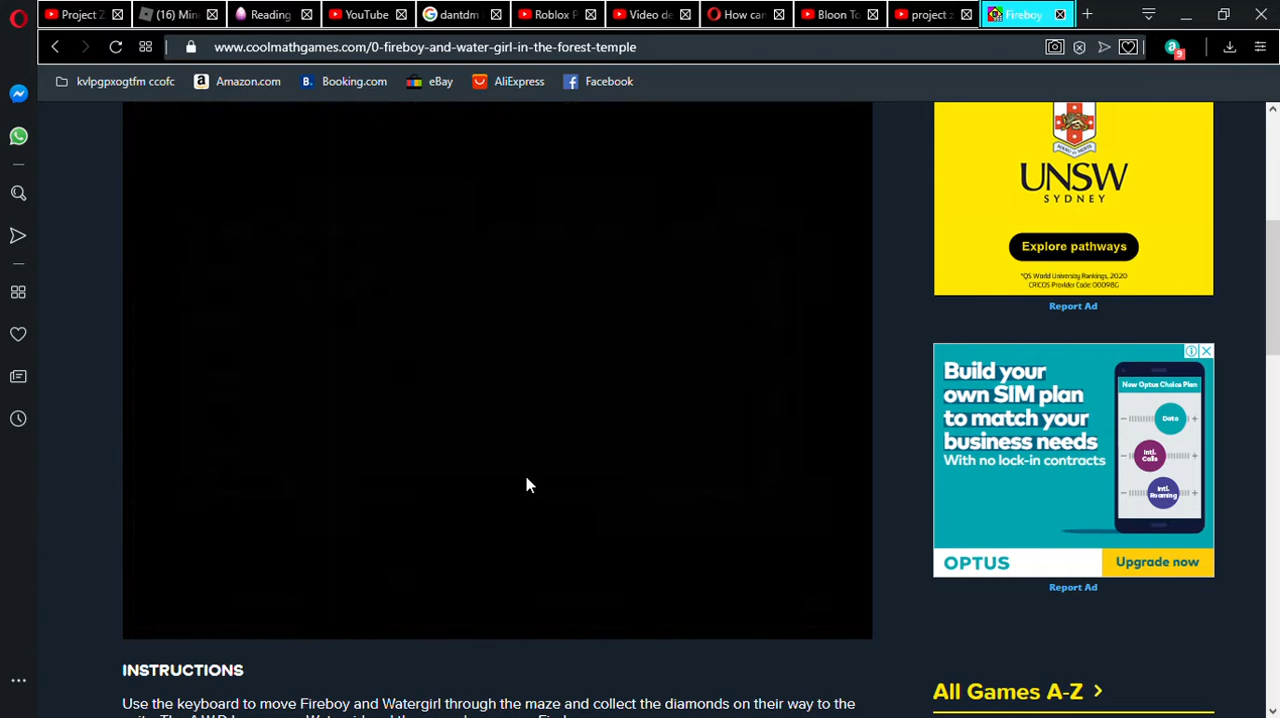 Project Z
(16) Min
Reading
YouTube
dantdm
Roblox P
Video de
How can
Bloon To
project z
Fireboy
www.coolmathgames.com/0-fireboy-and-water-girl-in-the-forest-temple
9
kvlpgpxogtfm ccofc
Amazon.com
Booking.com
eBay
AliExpress
Facebook
UNSW
SYDNEY
Explore pathways
*QS World University Rankings, 2020
CRICOS Provider Code: 00098G
Report Ad
Build your
own SIM plan
to match your
business needs
With no lock-in contracts
New Optus Choice Plan
Data
Intl. Calls
Intl. Roaming
OPTUS
Upgrade now
Report Ad
INSTRUCTIONS
Use the keyboard to move Fireboy and Watergirl through the maze and collect the diamonds on their way to the
All Games A-Z